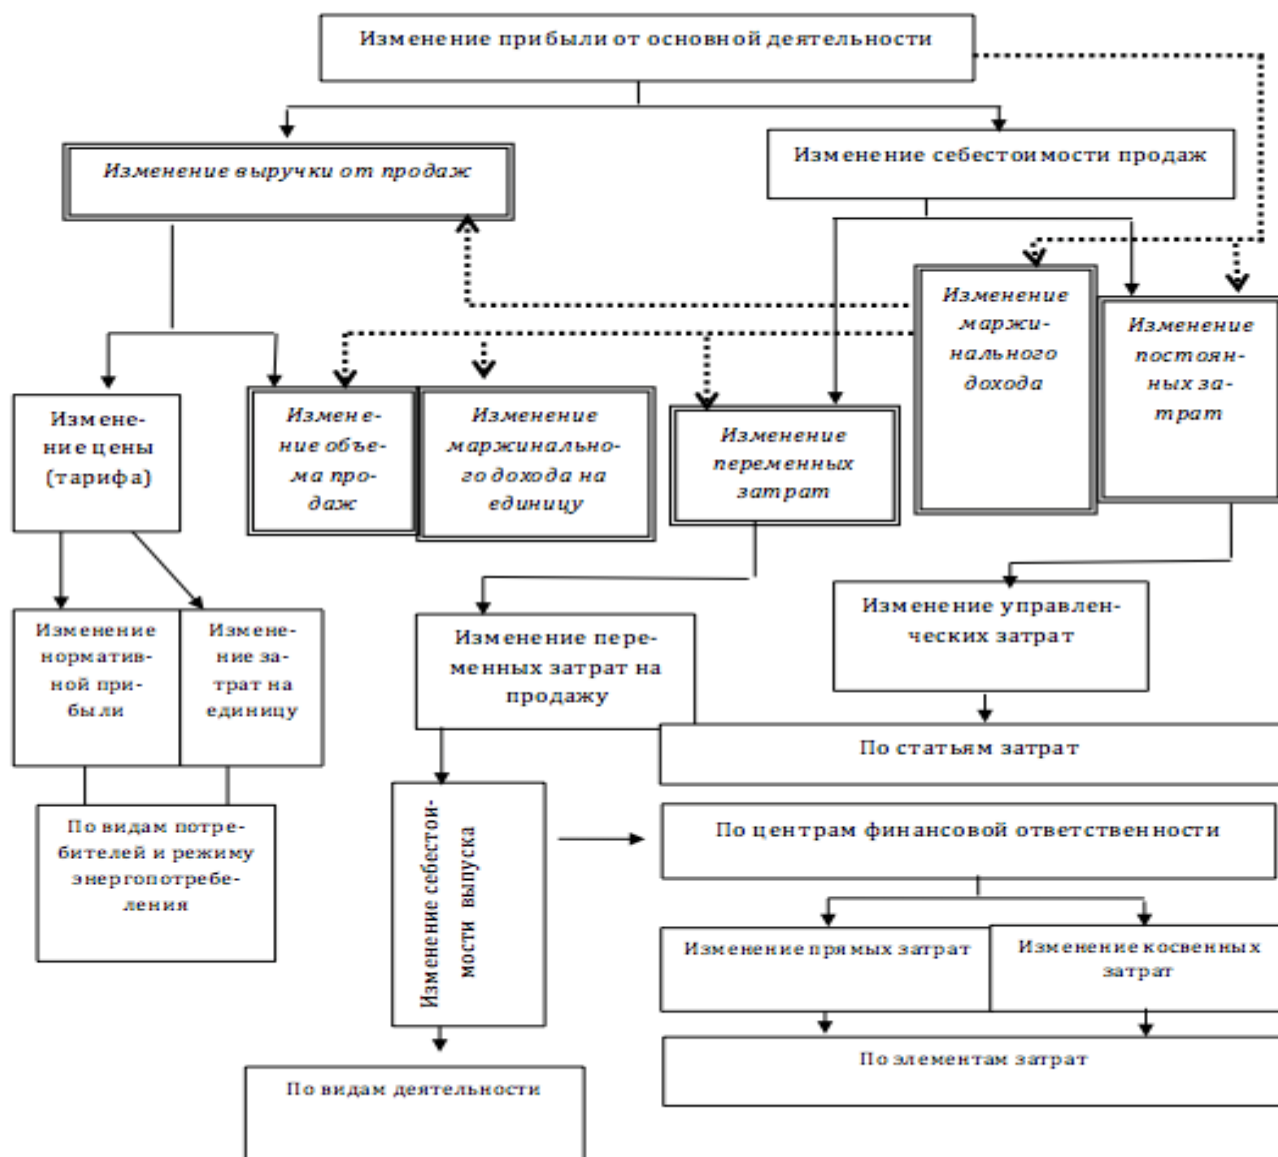 Изменение прибыли от основной деятельности
Изменение выручки от продаж
Изменение себестоимости продаж
Изменение
маржи-
нального
дохода
Изменение
постоян-
ных за-
трат
Измене-
ние цены
(тарифа)
Измене-
ние объе-
ма про-
даж
Изменение
маржинально-
го дохода на
единицу
Изменение
переменных
затрат
Изменение
норматив-
ной при-
были
Измене-
ние за-
трат на
единицу
Изменение пере-
менных затрат на
продажу
Изменение управлен-
ческих затрат
По статьям затрат
По видам потре-
бителей и режиму
энергопотребе-
ления
Изменение себестои-
мости выпуска
По центрам финансовой ответственности
Изменение прямых затрат
Изменение косвенных
затрат
По элементам затрат
По видам деятельности